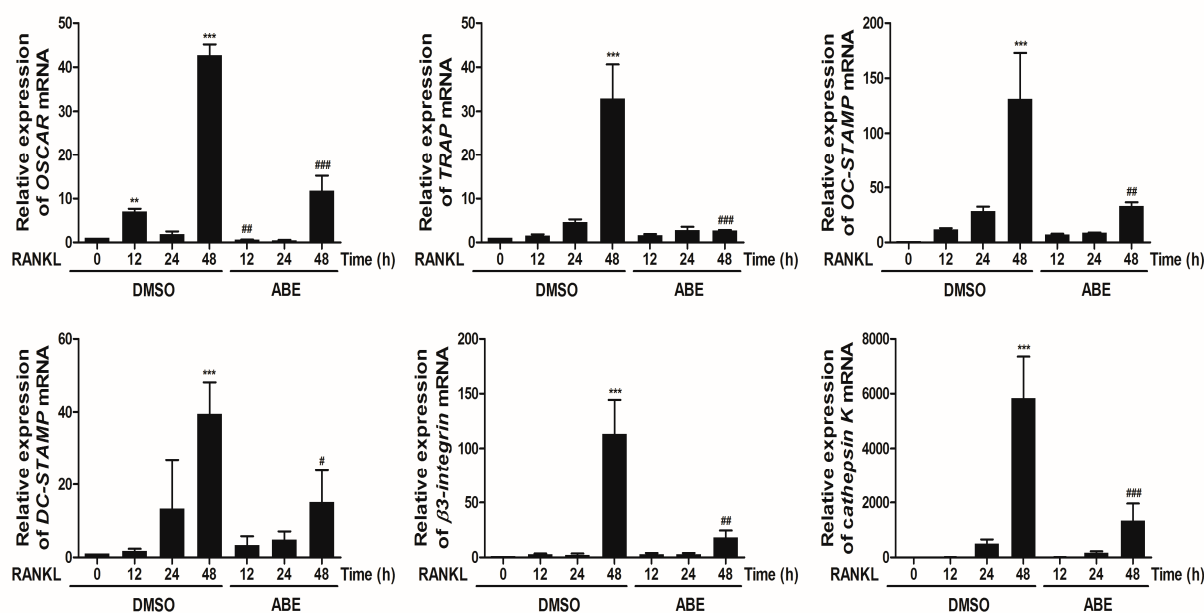 Relative expression
of OSCAR mRNA
50
40
30
20
10
0
***
**
##
###
RANKL 0 12 24 48 12 24 48 Time (h)
DMSO ABE
Relative expression
of TRAP mRNA
50
40
30
20
10
0
***
###
RANKL 0 12 24 48 12 24 48 Time (h)
DMSO ABE
Relative expression
of OC-STAMP mRNA
200
150
100
50
0
***
##
RANKL 0 12 24 48 12 24 48 Time (h)
DMSO ABE
Relative expression
of DC-STAMP mRNA
60
40
20
0
***
#
RANKL 0 12 24 48 12 24 48 Time (h)
DMSO ABE
Relative expression
of β3-integrin mRNA
200
150
100
50
0
***
##
RANKL 0 12 24 48 12 24 48 Time (h)
DMSO ABE
Relative expression
of cathepsin K mRNA
8000
6000
4000
2000
0
***
###
RANKL 0 12 24 48 12 24 48 Time (h)
DMSO ABE